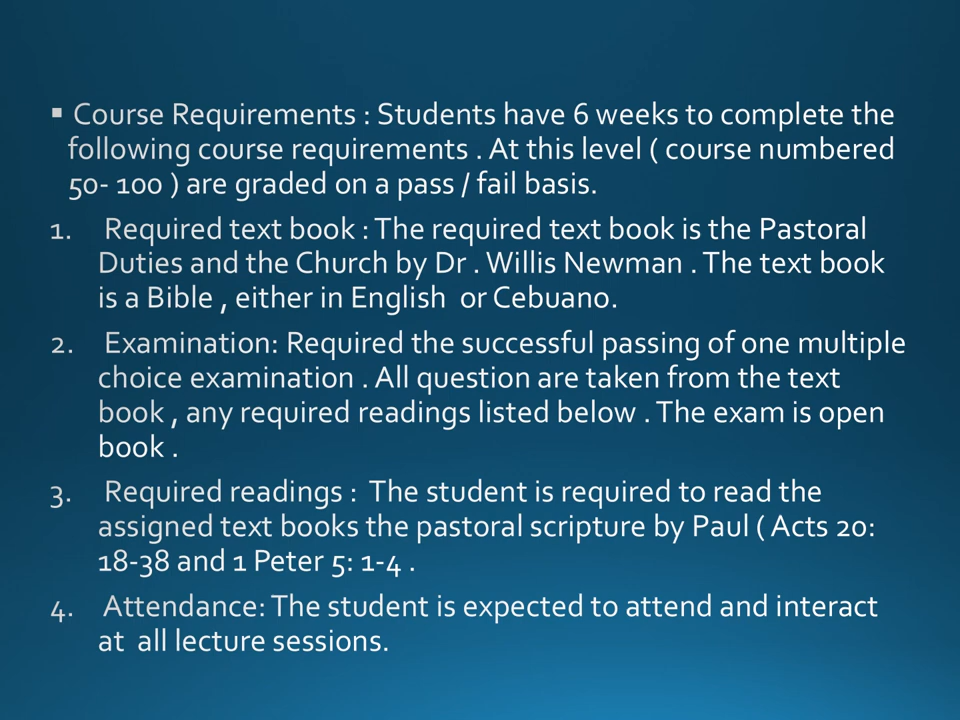 ▪ Course Requirements : Students have 6 weeks to complete the
following course requirements . At this level ( course numbered
50- 100 ) are graded on a pass / fail basis.
1. Required text book : The required text book is the Pastoral
Duties and the Church by Dr . Willis Newman . The text book
is a Bible , either in English or Cebuano.
2. Examination: Required the successful passing of one multiple
choice examination . All question are taken from the text
book , any required readings listed below . The exam is open
book .
3. Required readings : The student is required to read the
assigned text books the pastoral scripture by Paul ( Acts 20:
18-38 and 1 Peter 5: 1-4 .
4. Attendance: The student is expected to attend and interact
at all lecture sessions.